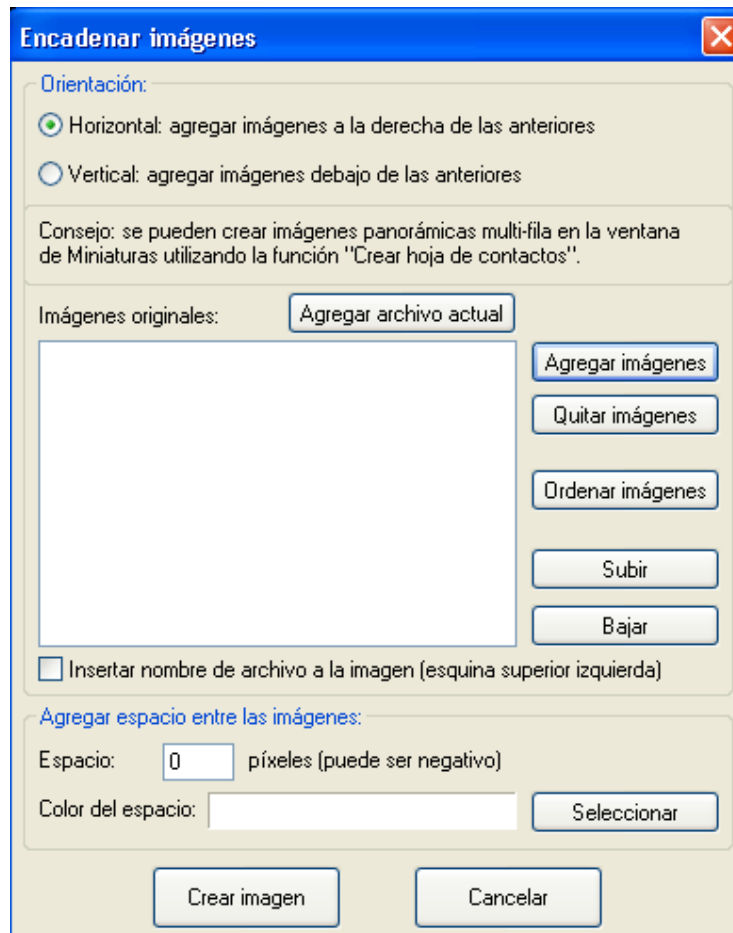 Encadenar imágenes
Orientación:
Horizontal: agregar imágenes a la derecha de las anteriores
Vertical: agregar imágenes debajo de las anteriores
Consejo: se pueden crear imágenes panorámicas multi-fila en la ventana
de Miniaturas utilizando la función "Crear hoja de contactos".
Imágenes originales:
Agregar archivo actual
Agregar imágenes
Quitar imágenes
Ordenar imágenes
Subir
Bajar
Insertar nombre de archivo a la imagen (esquina superior izquierda)
Agregar espacio entre las imágenes:
Espacio: 0 píxeles (puede ser negativo)
Color del espacio: Seleccionar
Crear imagen Cancelar